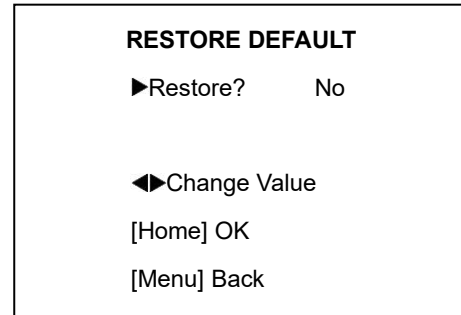 RESTORE DEFAULT
▶Restore? No
◀▶Change Value
[Home] OK
[Menu] Back